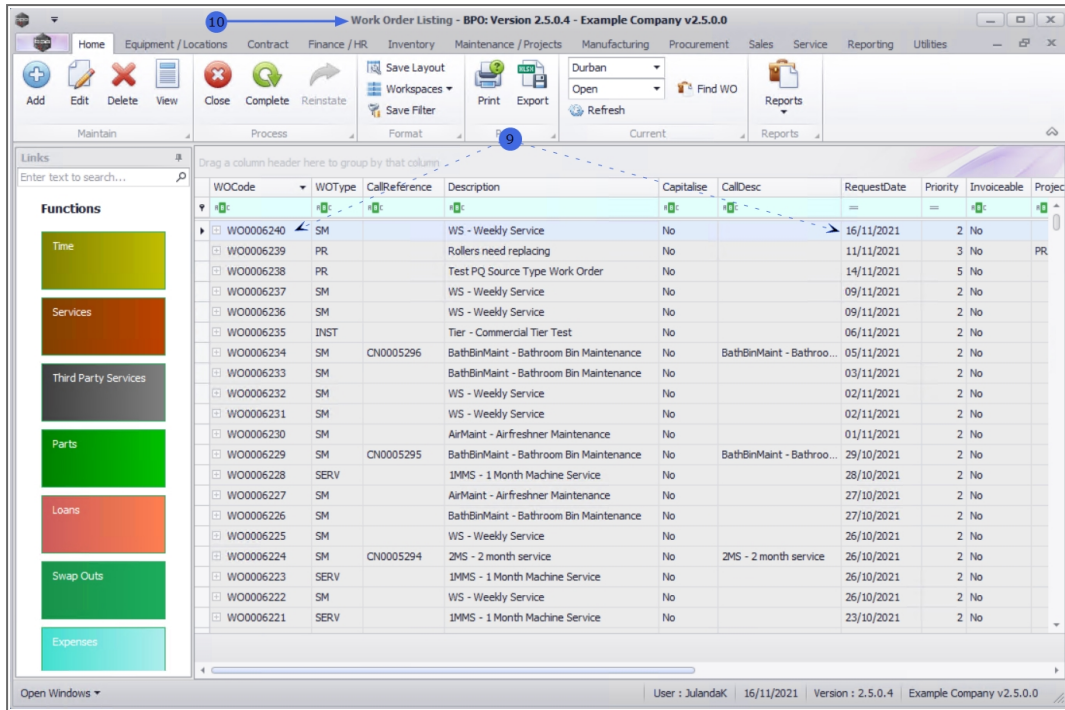 10
Work Order Listing - BPO: Version 2.5.0.4 - Example Company v2.5.0.0
Home Equipment / Locations Contract Finance / HR Inventory Maintenance / Projects Manufacturing Procurement Sales Service Reporting Utilities
Add Edit Delete View Close Complete Reinstate
Save Layout
Workspaces
Save Filter
Print Export
Durban
Open
Refresh
Find WO
Reports
Maintain Process Format Current Reports
9
Links
Enter text to search...
Functions
Time
Services
Third Party Services
Parts
Loans
Swap Outs
Expenses
Drag a column header here to group by that column
WOCode WOType CallReference Description Capitalise CallDesc RequestDate Priority Invoiceable Projec
WO0006240 SM WS - Weekly Service No 16/11/2021 2 No
WO0006239 PR Rollers need replacing No 11/11/2021 3 No PR
WO0006238 PR Test PQ Source Type Work Order No 14/11/2021 5 No
WO0006237 SM WS - Weekly Service No 09/11/2021 2 No
WO0006236 SM WS - Weekly Service No 09/11/2021 2 No
WO0006235 INST Tier - Commercial Tier Test No 06/11/2021 2 No
WO0006234 SM CN0005296 BathBinMaint - Bathroom Bin Maintenance No BathBinMaint - Bathroo... 05/11/2021 2 No
WO0006233 SM BathBinMaint - Bathroom Bin Maintenance No 03/11/2021 2 No
WO0006232 SM WS - Weekly Service No 02/11/2021 2 No
WO0006231 SM WS - Weekly Service No 02/11/2021 2 No
WO0006230 SM AirMaint - Airfreshner Maintenance No 01/11/2021 2 No
WO0006229 SM CN0005295 BathBinMaint - Bathroom Bin Maintenance No BathBinMaint - Bathroo... 29/10/2021 2 No
WO0006228 SERV 1MMS - 1 Month Machine Service No 28/10/2021 2 No
WO0006227 SM AirMaint - Airfreshner Maintenance No 27/10/2021 2 No
WO0006226 SM BathBinMaint - Bathroom Bin Maintenance No 27/10/2021 2 No
WO0006225 SM WS - Weekly Service No 26/10/2021 2 No
WO0006224 SM CN0005294 2MS - 2 month service No 2MS - 2 month service 26/10/2021 2 No
WO0006223 SERV 1MMS - 1 Month Machine Service No 26/10/2021 2 No
WO0006222 SM WS - Weekly Service No 26/10/2021 2 No
WO0006221 SERV 1MMS - 1 Month Machine Service No 23/10/2021 2 No
Open Windows
User : JulandaK 16/11/2021 Version : 2.5.0.4 Example Company v2.5.0.0